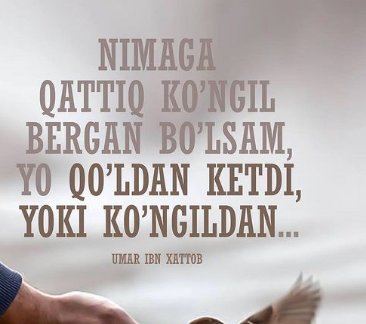 NIMAGA
QATTIQ KO'NGIL
BERGAN BO'LSAM,
YO QO'LDAN KETDI,
YOKI KO'NGILDAN...
UMAR IBN XATTOB